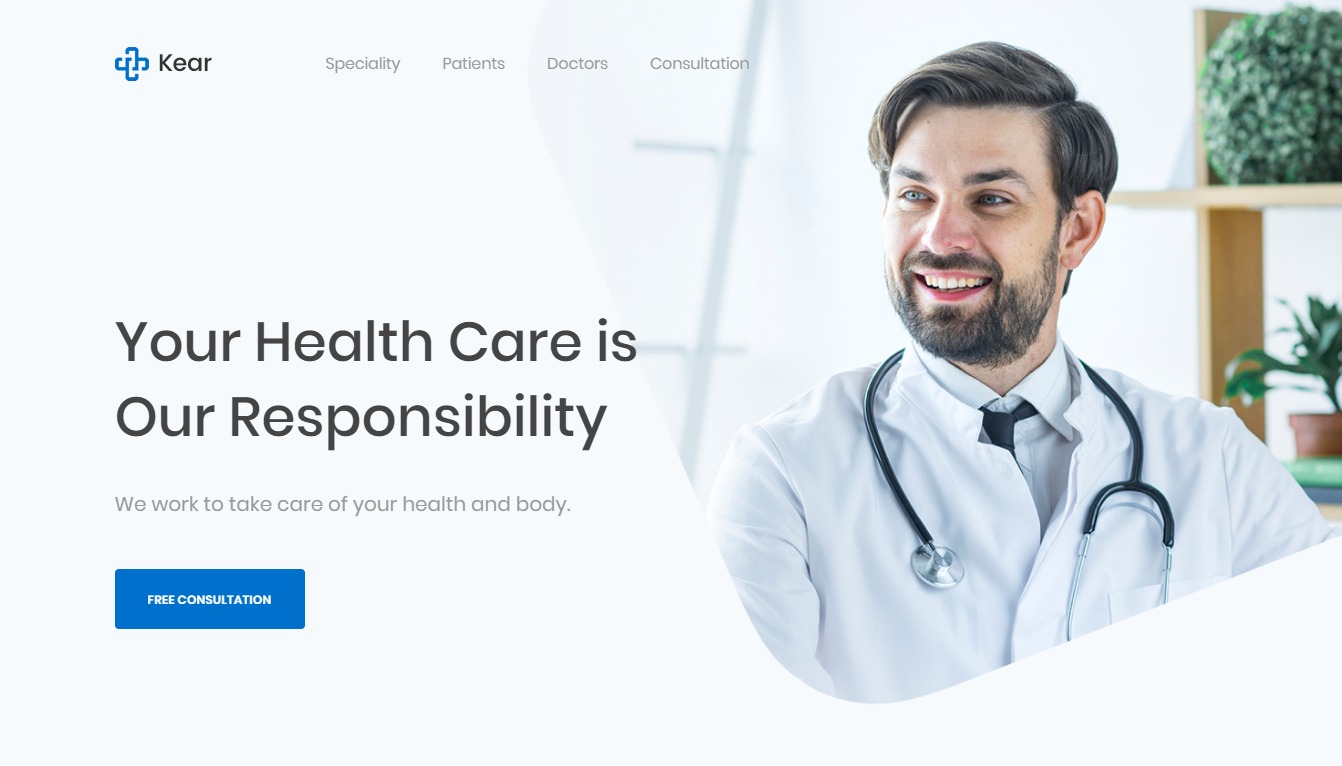 Kear
Speciality Patients Doctors Consultation
Your Health Care is
Our Responsibility
We work to take care of your health and body.
FREE CONSULTATION